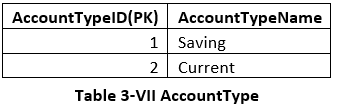 AccountTypeID(PK) AccountTypeName
1 Saving
2 Current
Table 3-VII AccountType